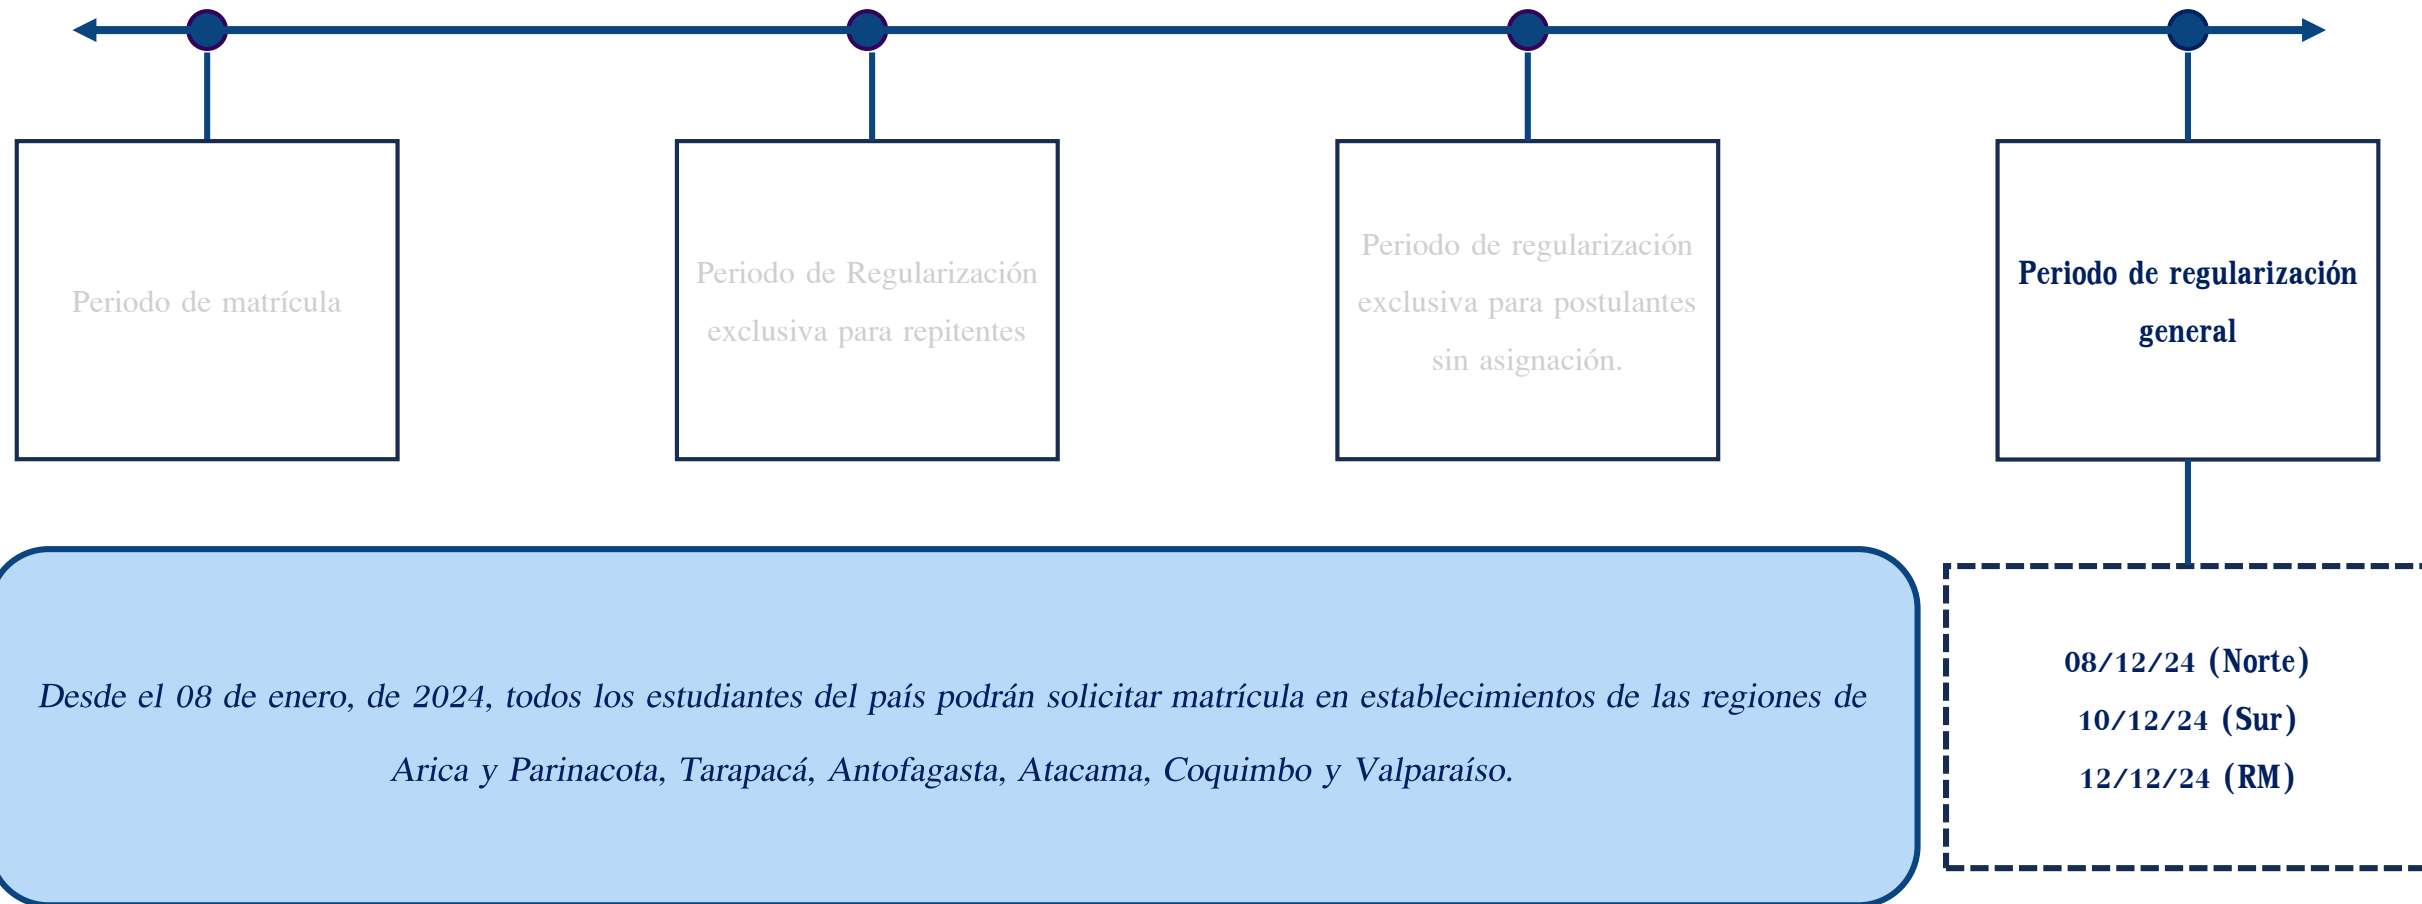 Periodo de matrícula
Periodo de Regularización
exclusiva para repitentes
Periodo de regularización
exclusiva para postulantes
sin asignación.
Periodo de regularización
general
Desde el 08 de enero, de 2024, todos los estudiantes del país podrán solicitar matrícula en establecimientos de las regiones de
Arica y Parinacota, Tarapacá, Antofagasta, Atacama, Coquimbo y Valparaíso.
08/12/24 (Norte)
10/12/24 (Sur)
12/12/24 (RM)